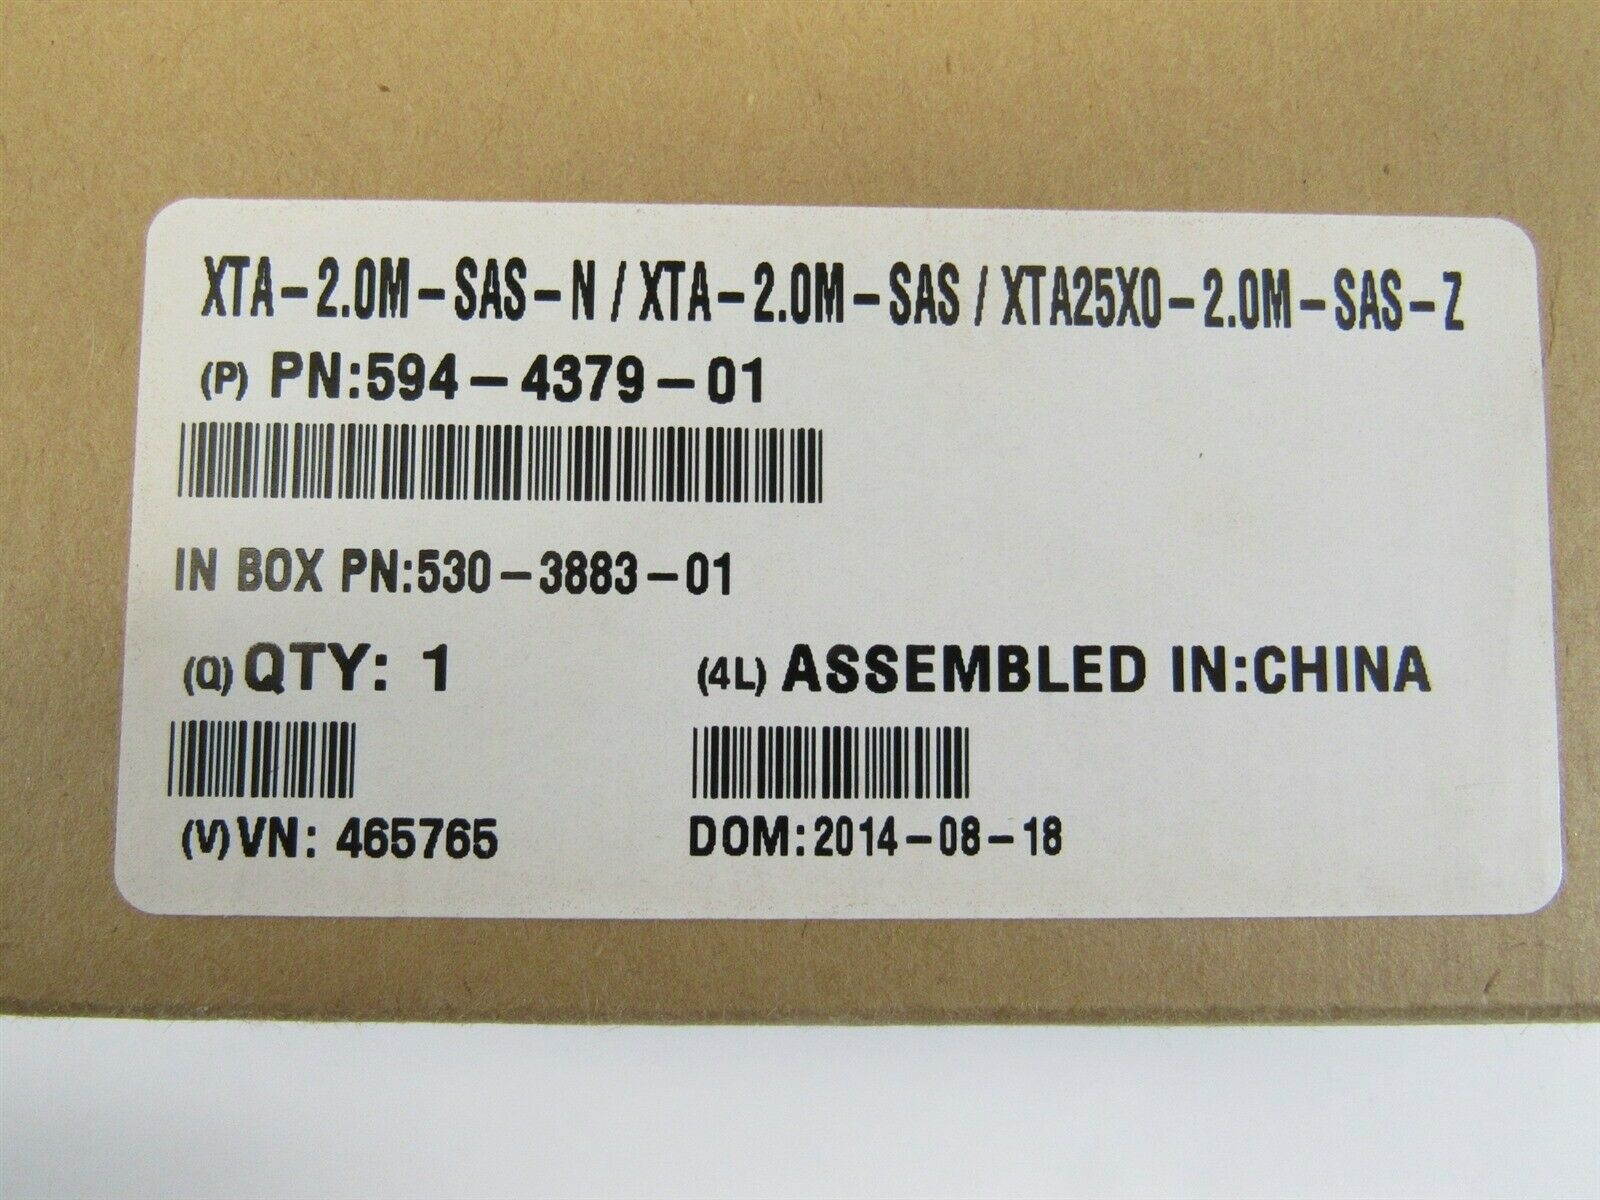 XTA-2.0M-SAS-N / XTA-2.0M-SAS / XTA25X0-2.0M-SAS-Z
(P) PN:594-4379-01
IN BOX PN:530-3883-01
(Q) QTY: 1
(4L) ASSEMBLED IN:CHINA
(V) VN: 465765
DOM:2014-08-18